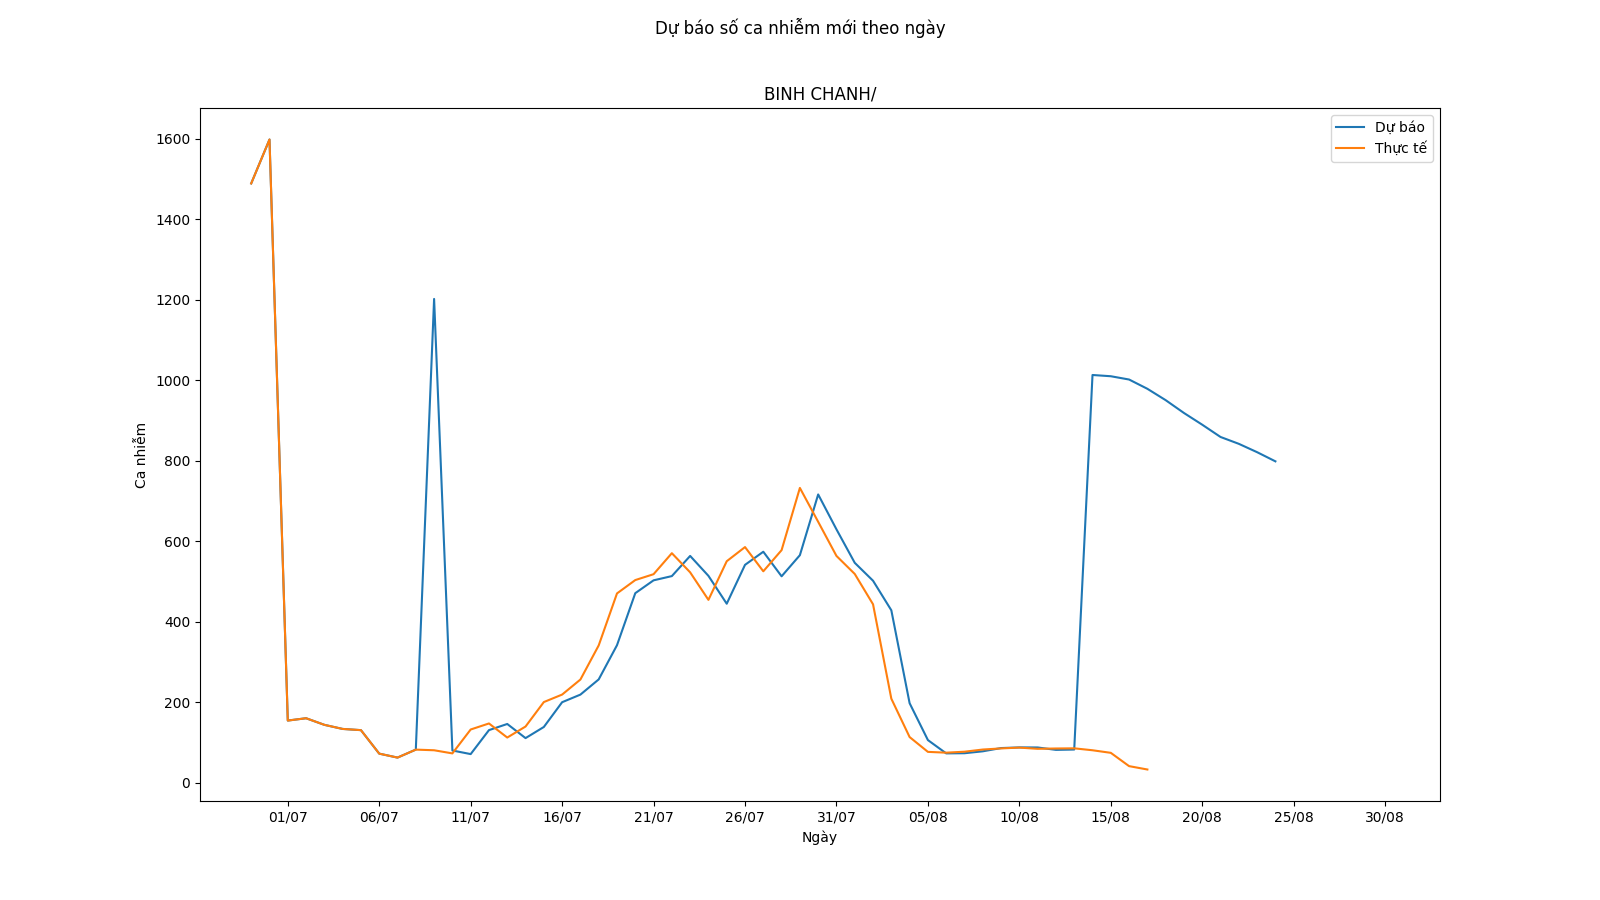 Dự báo số ca nhiễm mới theo ngày
BINH CHANH/
Dự báo
Thực tế
1600
1400
1200
1000
800
600
400
200
0
Ca nhiễm
01/07 06/07 11/07 16/07 21/07 26/07 31/07 05/08 10/08 15/08 20/08 25/08 30/08
Ngày